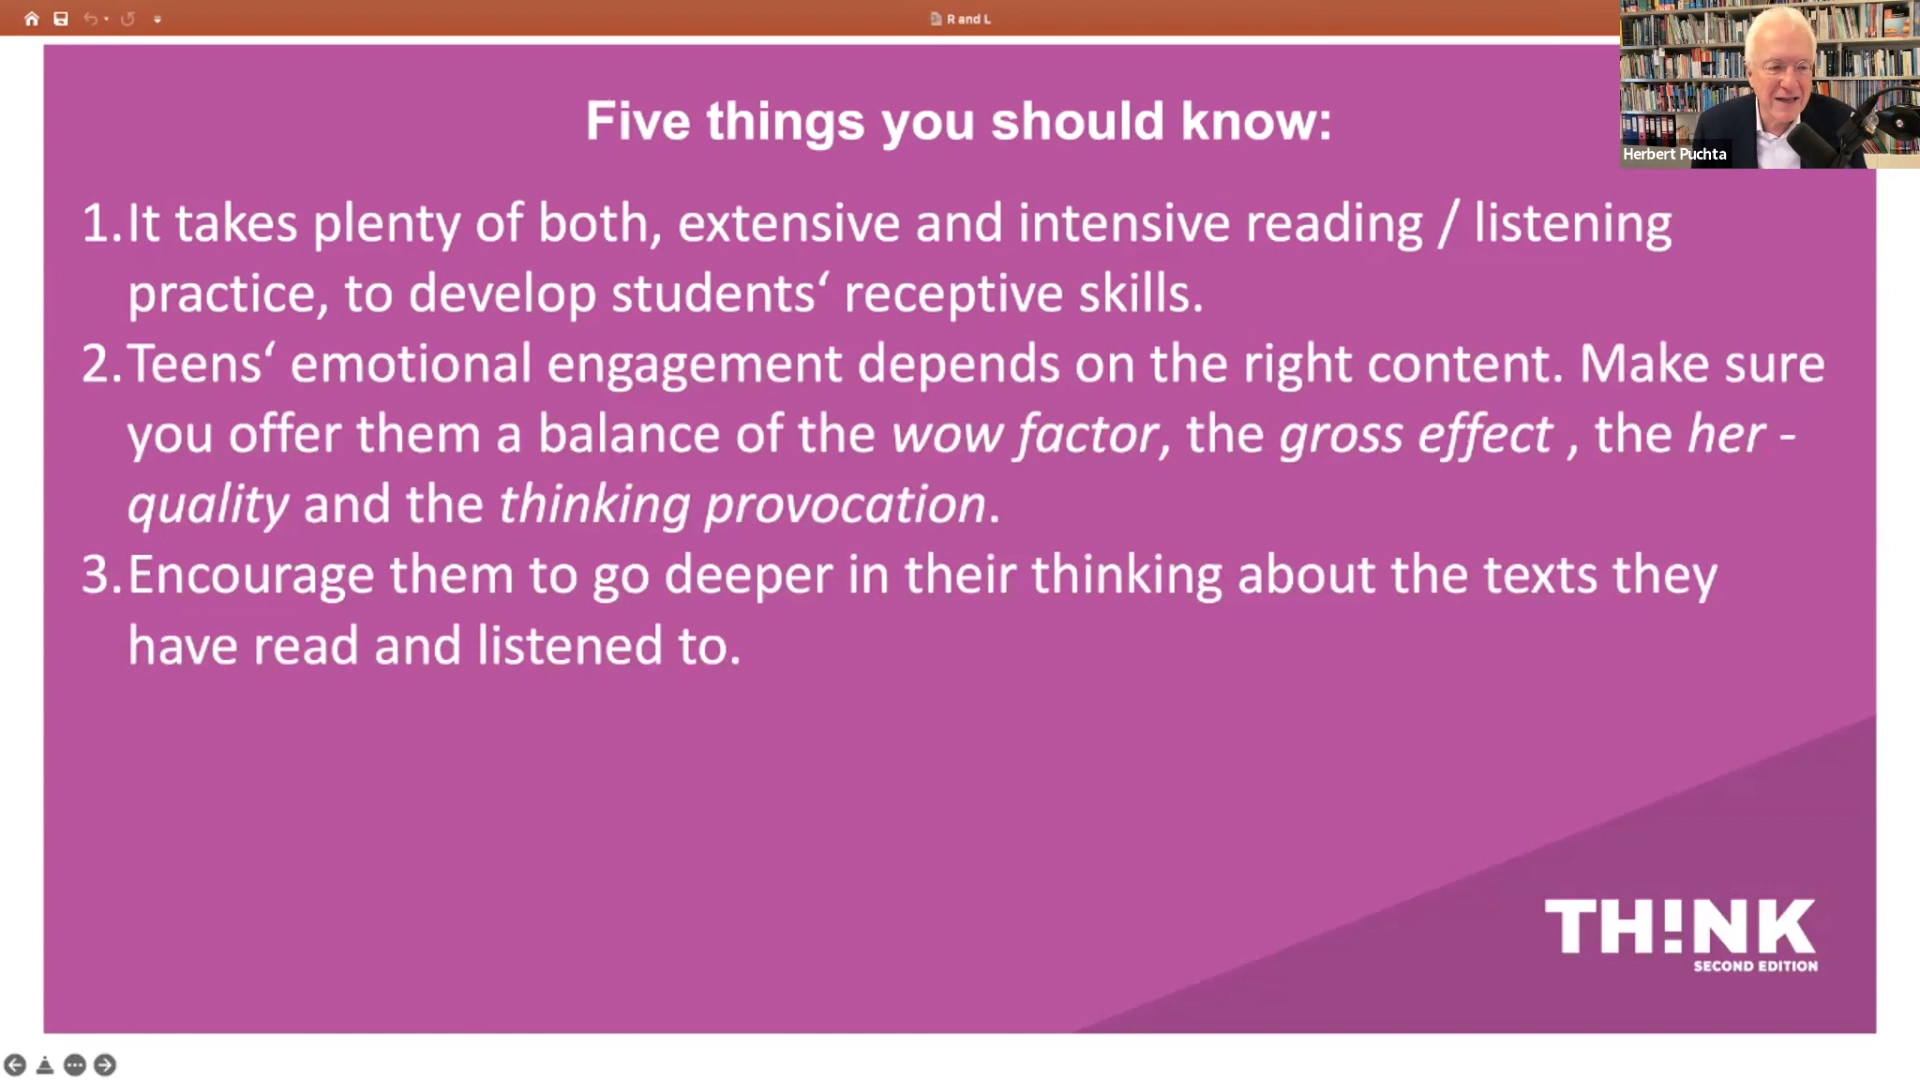 R and L
Herbert Puchta
Five things you should know:
1. It takes plenty of both, extensive and intensive reading / listening
practice, to develop students‘ receptive skills.
2. Teens‘ emotional engagement depends on the right content. Make sure
you offer them a balance of the wow factor, the gross effect , the her -
quality and the thinking provocation.
3. Encourage them to go deeper in their thinking about the texts they
have read and listened to.
TH!NK
SECOND EDITION